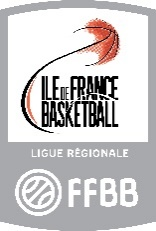 ILE DE FRANCE
BASKETBALL
LIGUE RÉGIONALE
FFBB